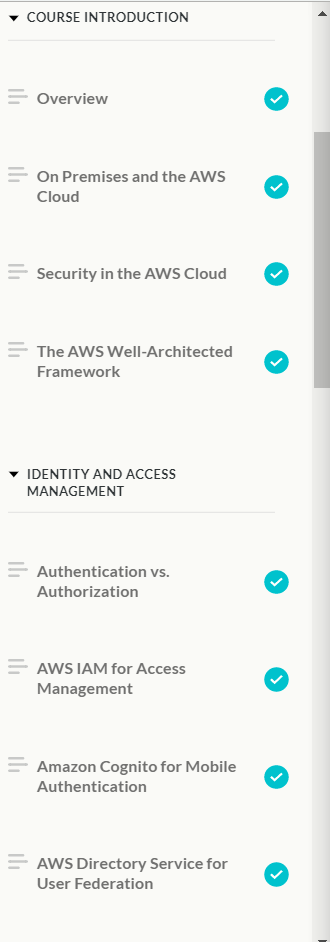 COURSE INTRODUCTION
Overview
On Premises and the AWS
Cloud
Security in the AWS Cloud
The AWS Well-Architected
Framework
IDENTITY AND ACCESS
MANAGEMENT
Authentication vs.
Authorization
AWS IAM for Access
Management
Amazon Cognito for Mobile
Authentication
AWS Directory Service for
User Federation